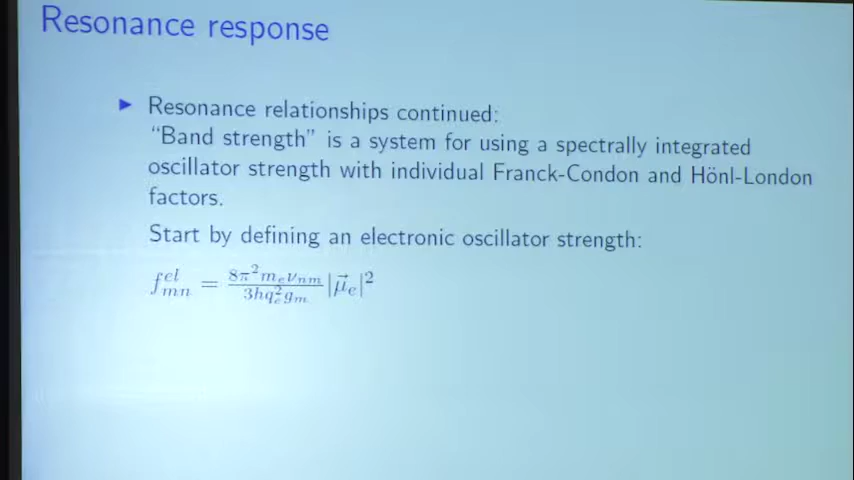 Resonance response
▶ Resonance relationships continued:
“Band strength” is a system for using a spectrally integrated
oscillator strength with individual Franck-Condon and Hönl-London
factors.
Start by defining an electronic oscillator strength:
$f_{mn}^{el} = \frac{8\pi^2 m_e \nu_{nm}}{3hq_e^2 g_m} |\vec{\mu}_e|^2$